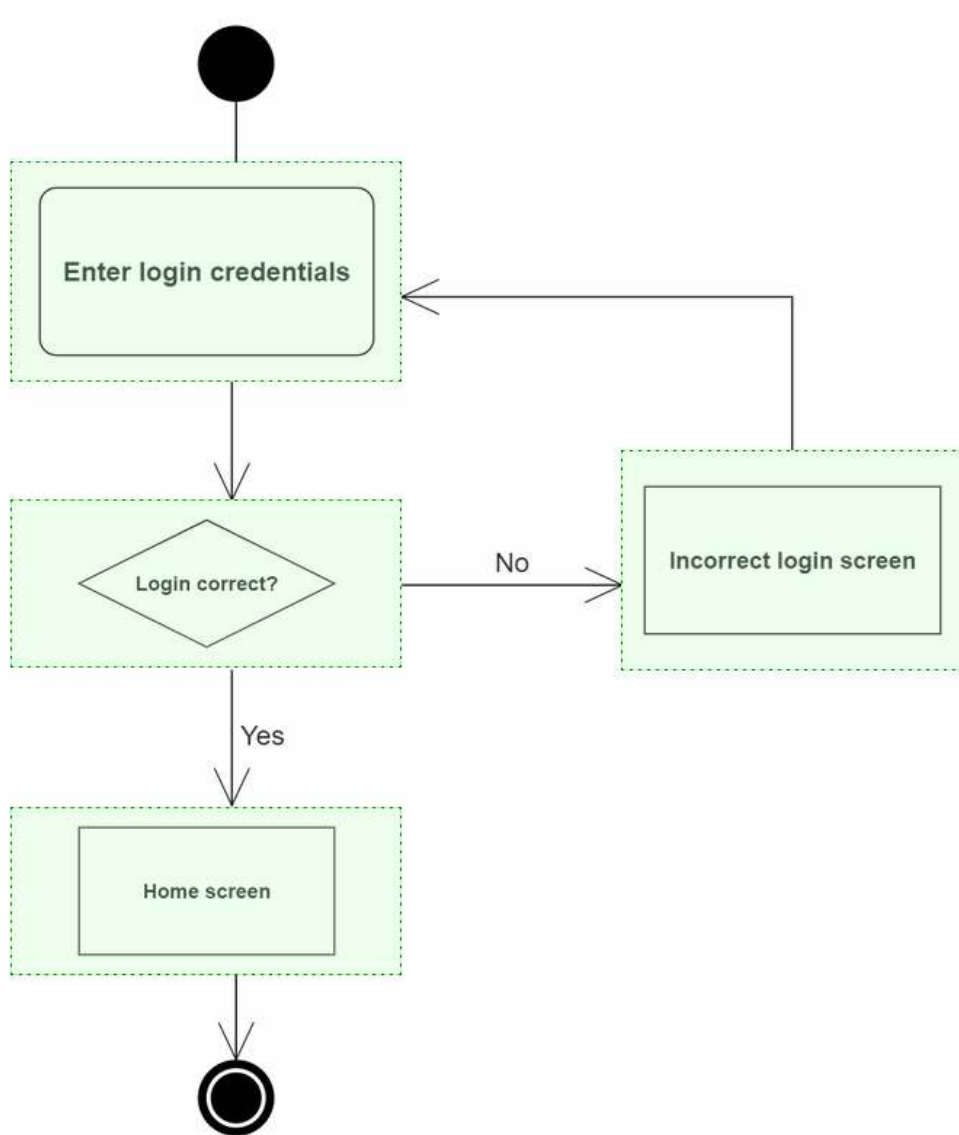 Enter login credentials
Login correct?
No
Incorrect login screen
Yes
Home screen